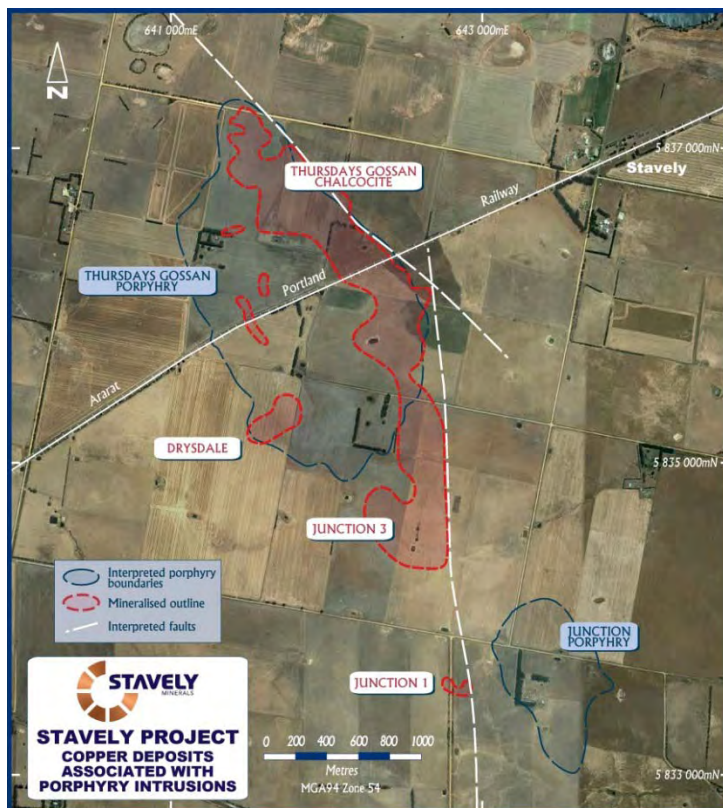 641 000mE
643 000mE
N
5 837 000mN
THURSDAYS GOSSAN
CHALCOCITE
Stavely
Railway
THURSDAYS GOSSAN
PORPYHRY
Portland
Ararat
DRYSDALE
5 835 000mN
JUNCTION 3
Interpreted porphyry
boundaries
Mineralised outline
Interpreted faults
JUNCTION
PORPYHRY
JUNCTION 1
STAVELY
MINERALS
STAVELY PROJECT
COPPER DEPOSITS
ASSOCIATED WITH
PORPHYRY INTRUSIONS
0 200 400 600 800 1000
Metres
MGA94 Zone 54
5 833 000mN